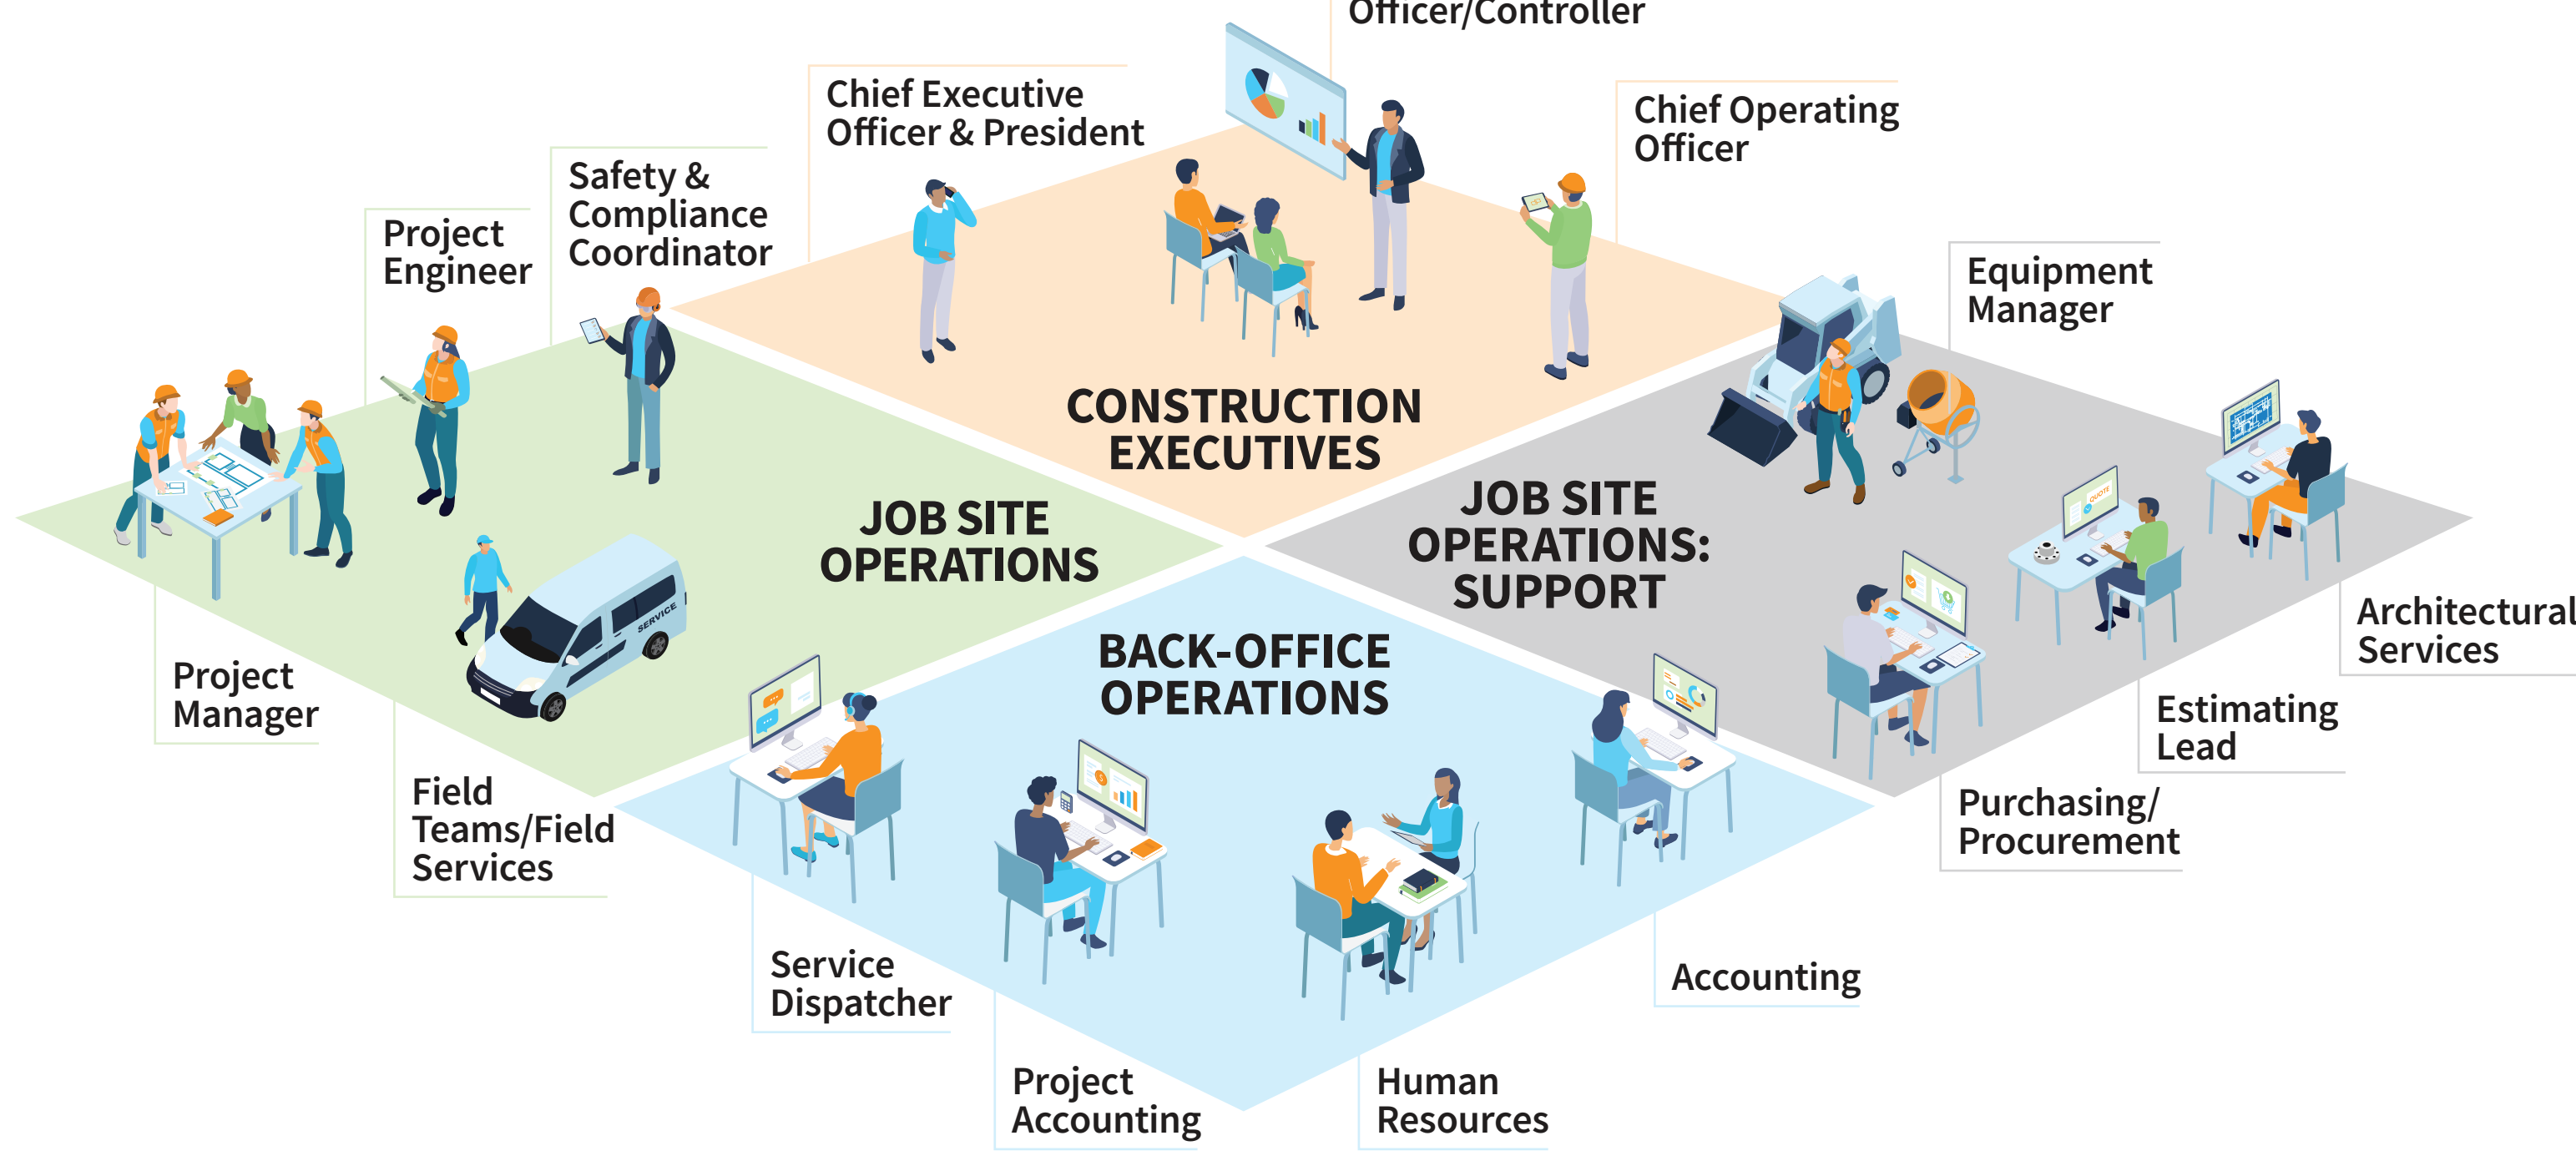 Officer/Controller
Chief Executive
Officer & President
Chief Operating
Officer
Safety &
Compliance
Coordinator
Project
Engineer
Equipment
Manager
CONSTRUCTION
EXECUTIVES
JOB SITE
OPERATIONS
JOB SITE
OPERATIONS:
SUPPORT
QUOTE
SERVICE
BACK-OFFICE
OPERATIONS
Architectural
Services
Project
Manager
Estimating
Lead
Field
Teams/Field
Services
Purchasing/
Procurement
Service
Dispatcher
Accounting
Project
Accounting
Human
Resources